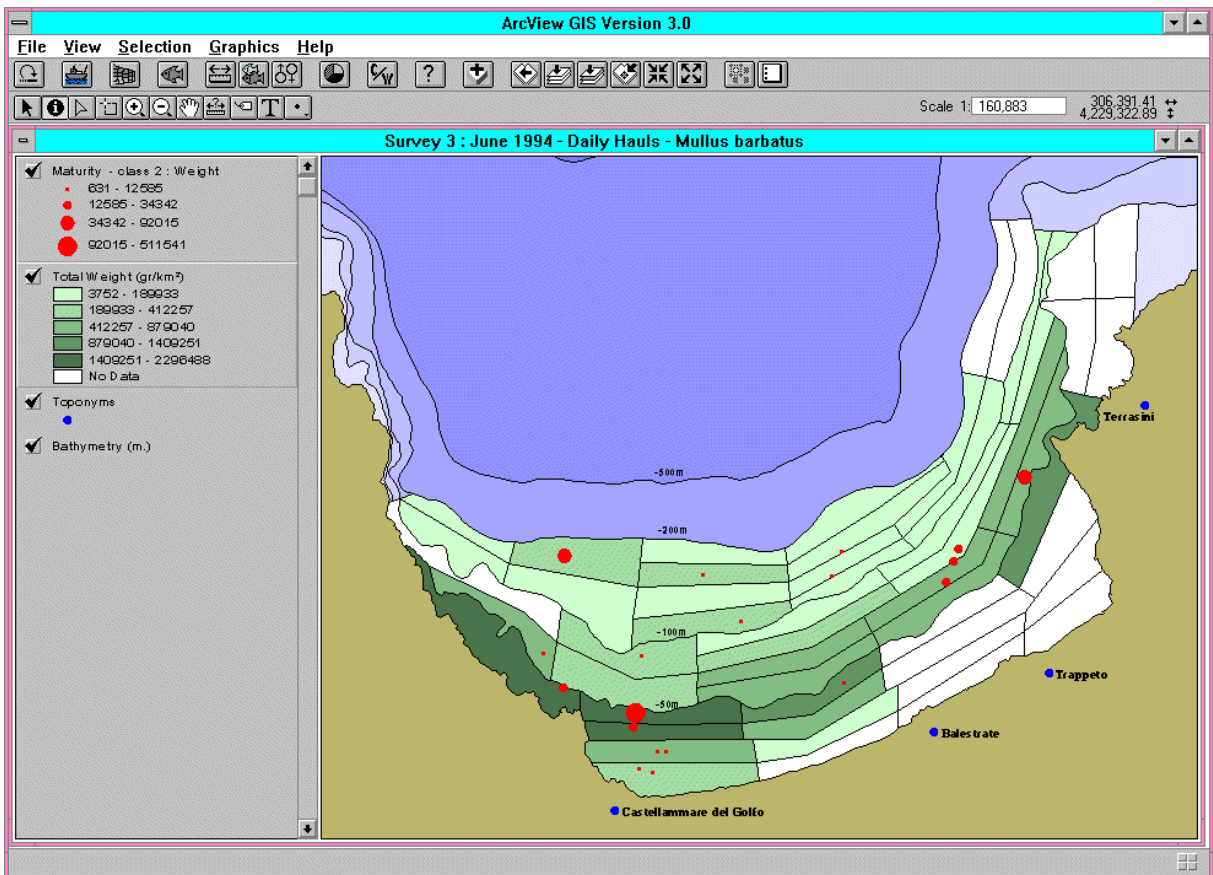 ArcView GIS Version 3.0
File View Selection Graphics Help
?
T
Scale 1: 160,883
306,391.41
4,229,322.89
Survey 3 : June 1994 - Daily Hauls - Mullus barbatus
Maturity - class 2 : Weight
631 - 12585
12585 - 34342
34342 - 92015
92015 - 511541
Total Weight (gr/km²)
3752 - 189933
189933 - 412257
412257 - 879040
879040 - 1409251
1409251 - 2296488
No Data
Toponyms
Bathymetry (m.)
Terrasini
-500m
-200m
-100m
Trappeto
-50m
Balestrate
Castellammare del Golfo